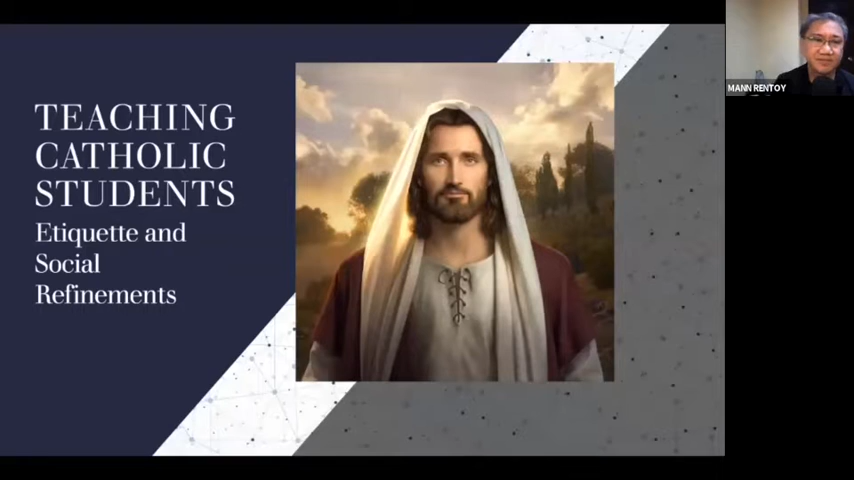 TEACHING
CATHOLIC
STUDENTS
Etiquette and
Social
Refinements
MANN RENTOY